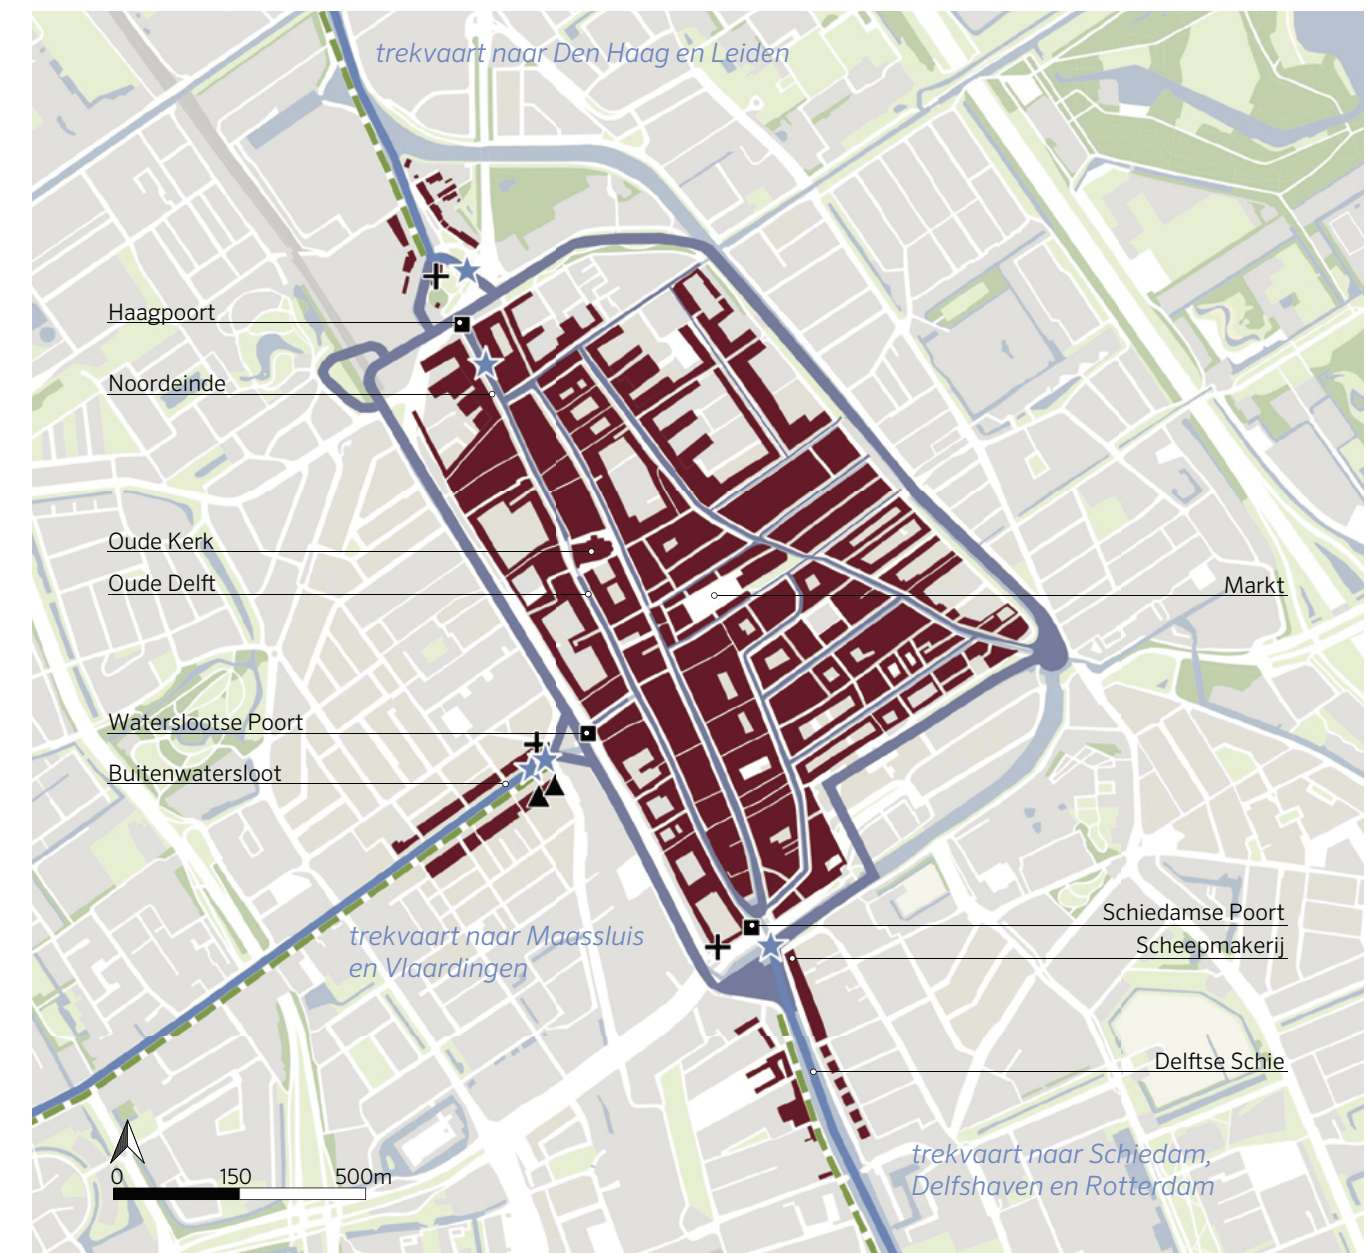 trekvaart naar Den Haag en Leiden
Haagpoort
Noordeinde
Oude Kerk
Oude Delft
Markt
Waterslootse Poort
Buitenwatersloot
Schiedamse Poort
trekvaart naar Maassluis
en Vlaardingen
Scheepmakerij
Delftse Schie
trekvaart naar Schiedam,
Delfshaven en Rotterdam
0 150 500m